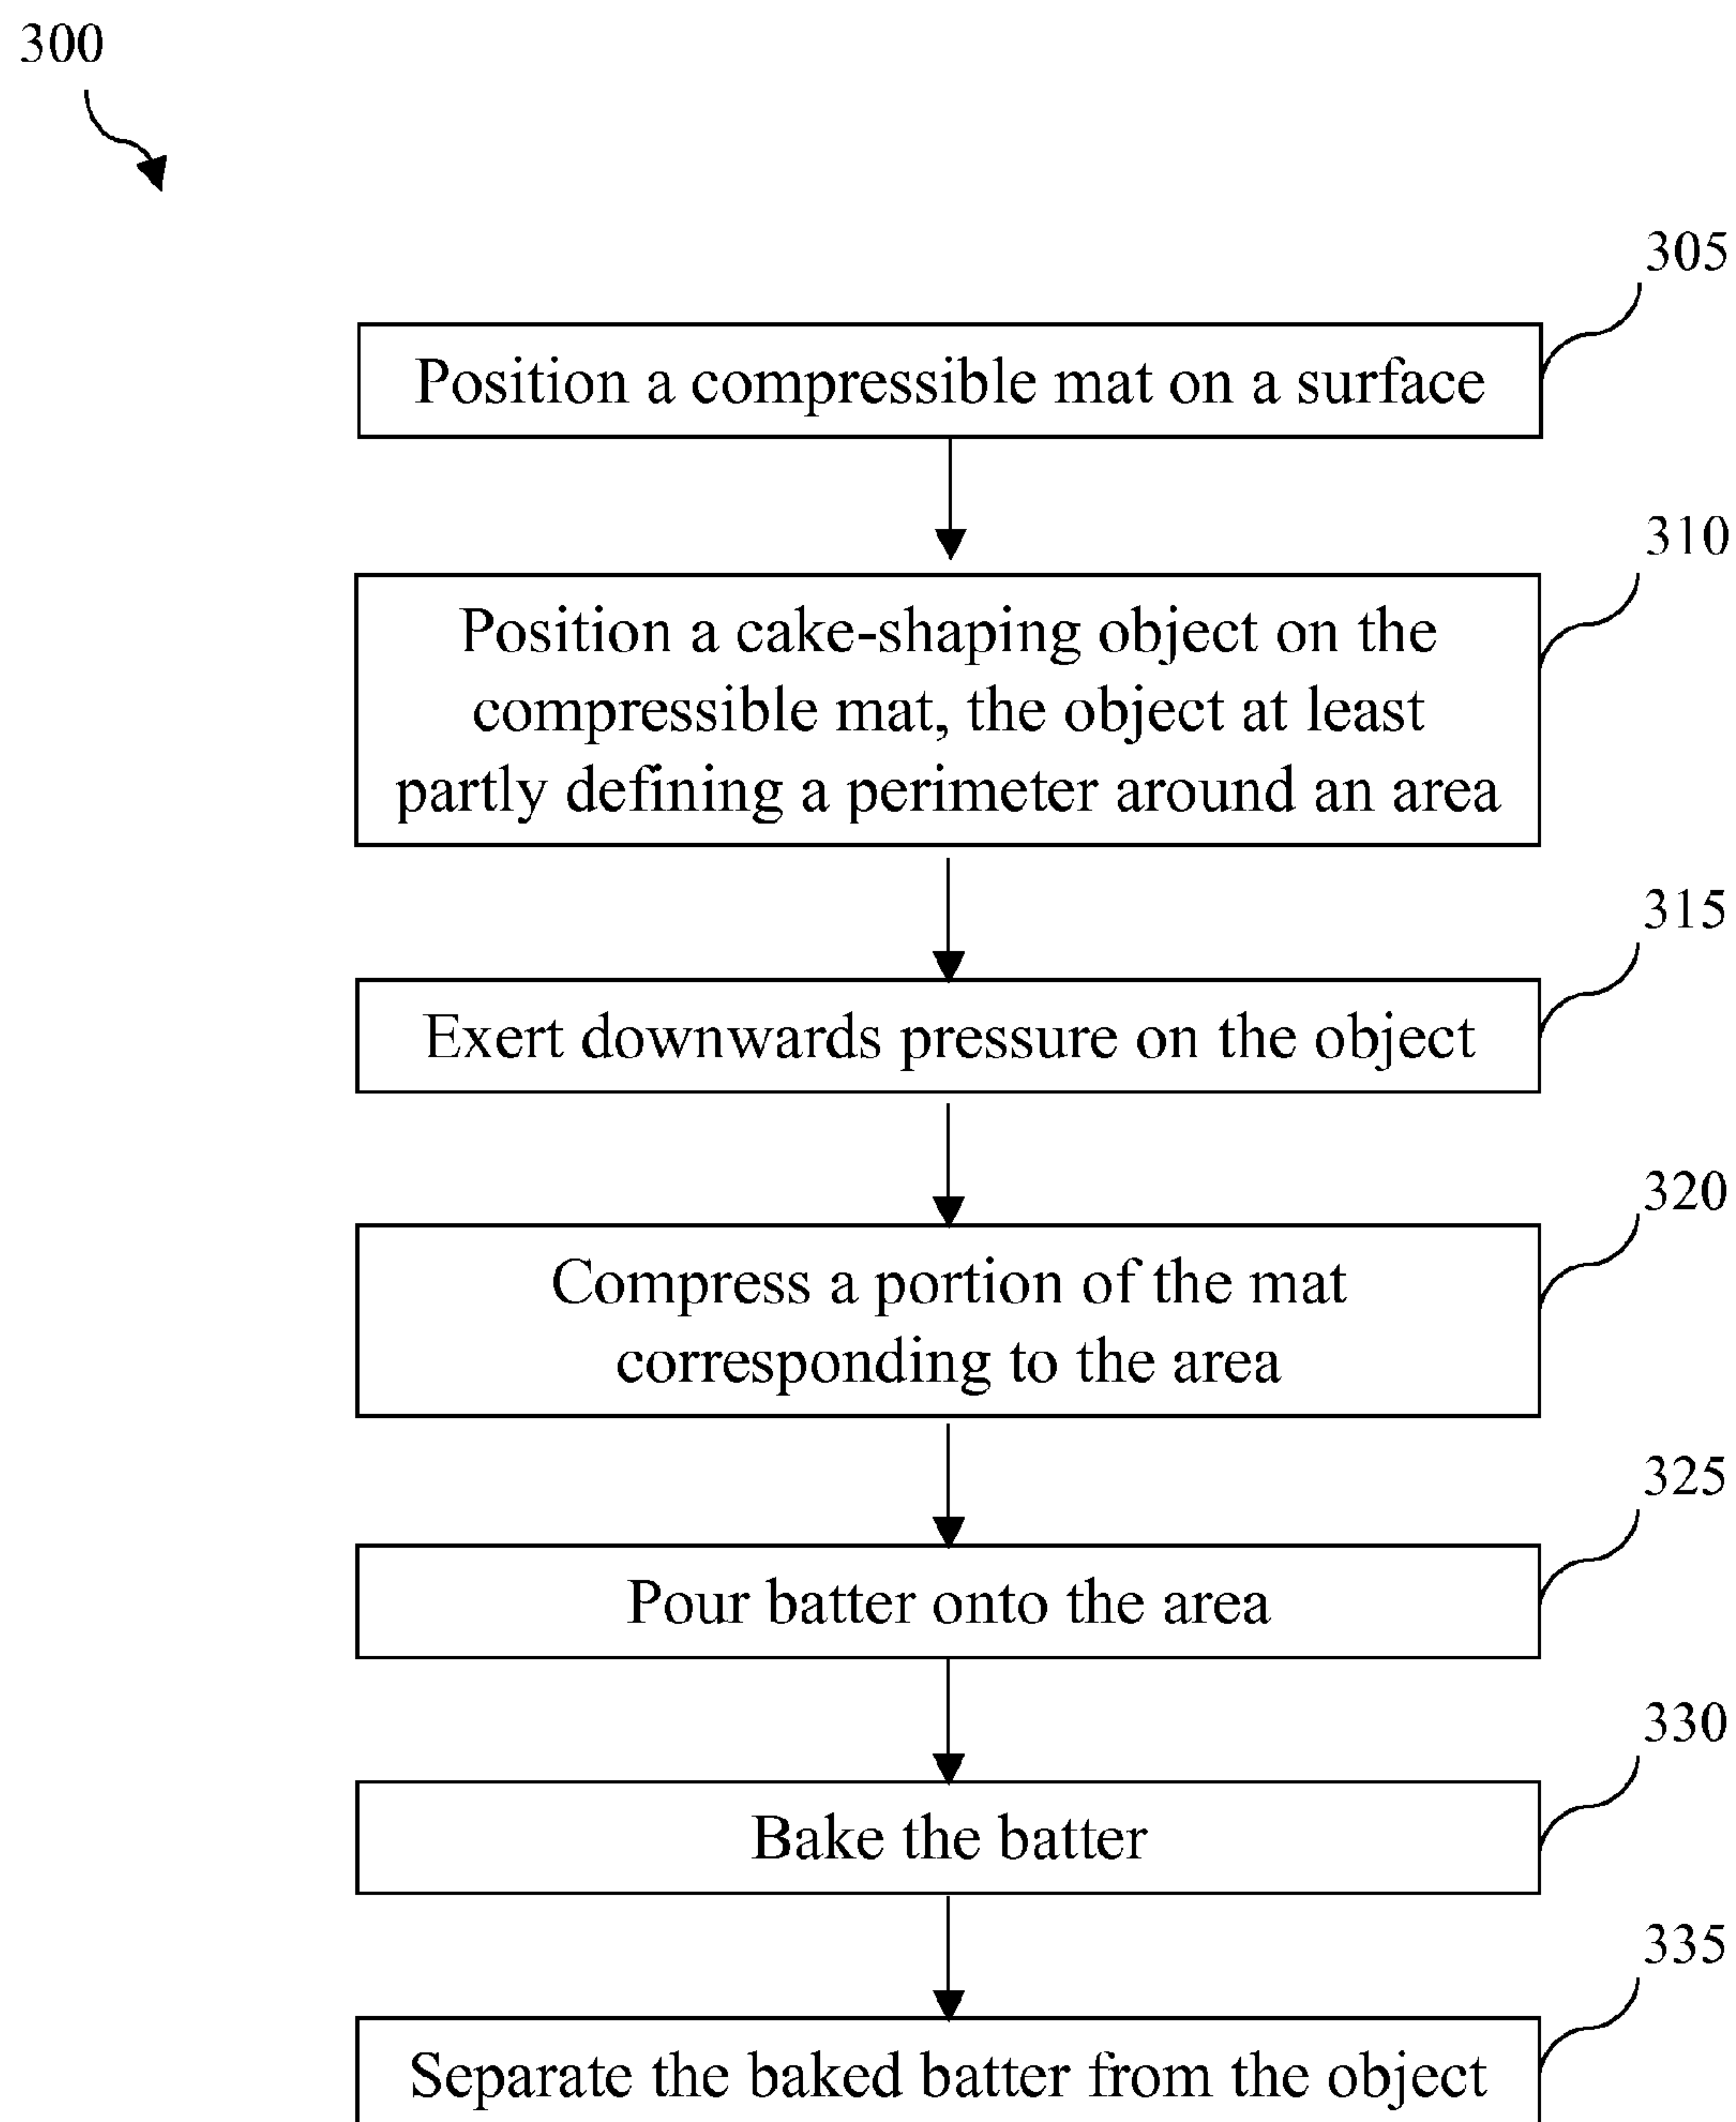 300
305
Position a compressible mat on a surface
310
Position a cake-shaping object on the
compressible mat, the object at least
partly defining a perimeter around an area
315
Exert downwards pressure on the object
320
Compress a portion of the mat
corresponding to the area
325
Pour batter onto the area
330
Bake the batter
335
Separate the baked batter from the object